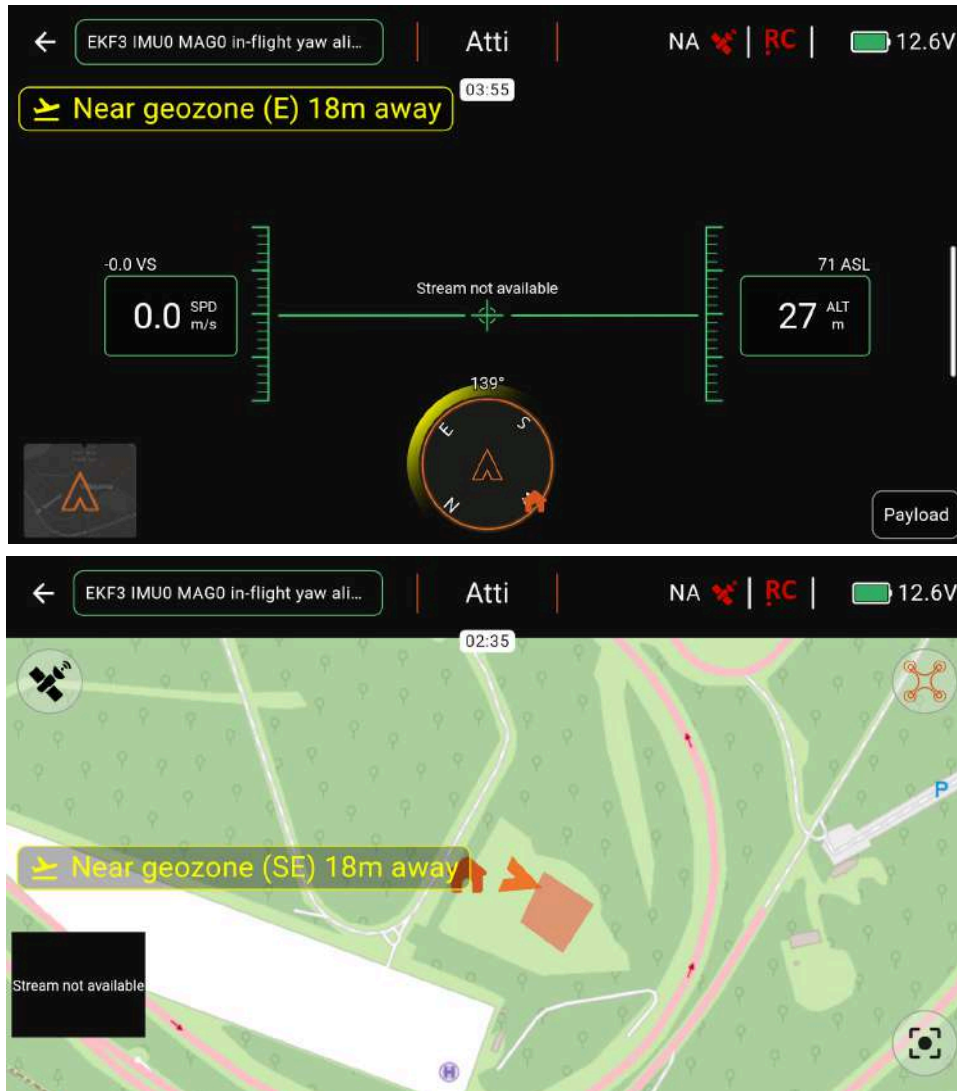 EKF3 IMU0 MAG0 in-flight yaw ali...
Atti
NA RC 12.6V
03:55
Near geozone (E) 18m away
-0.0 VS
0.0 SPD m/s
Stream not available
71 ASL
27 ALT m
139°
E
S
N
Payload
EKF3 IMU0 MAG0 in-flight yaw ali...
Atti
NA RC 12.6V
02:35
P
Near geozone (SE) 18m away
Stream not available
H